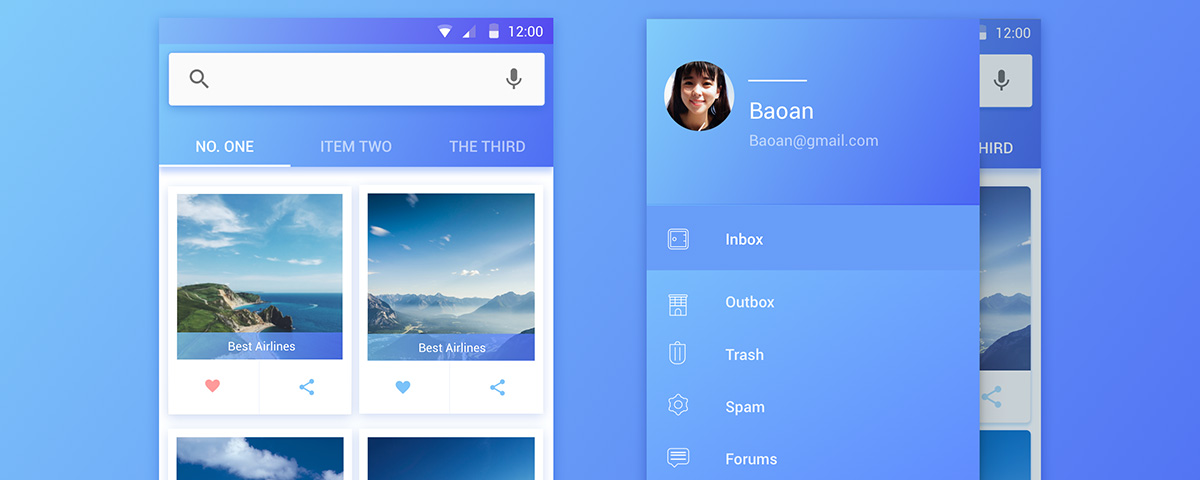 12:00
NO. ONE
ITEM TWO
THE THIRD
Best Airlines
Best Airlines
12:00
Baoan
Baoan@gmail.com
HIRD
Inbox
Outbox
Trash
Spam
Forums